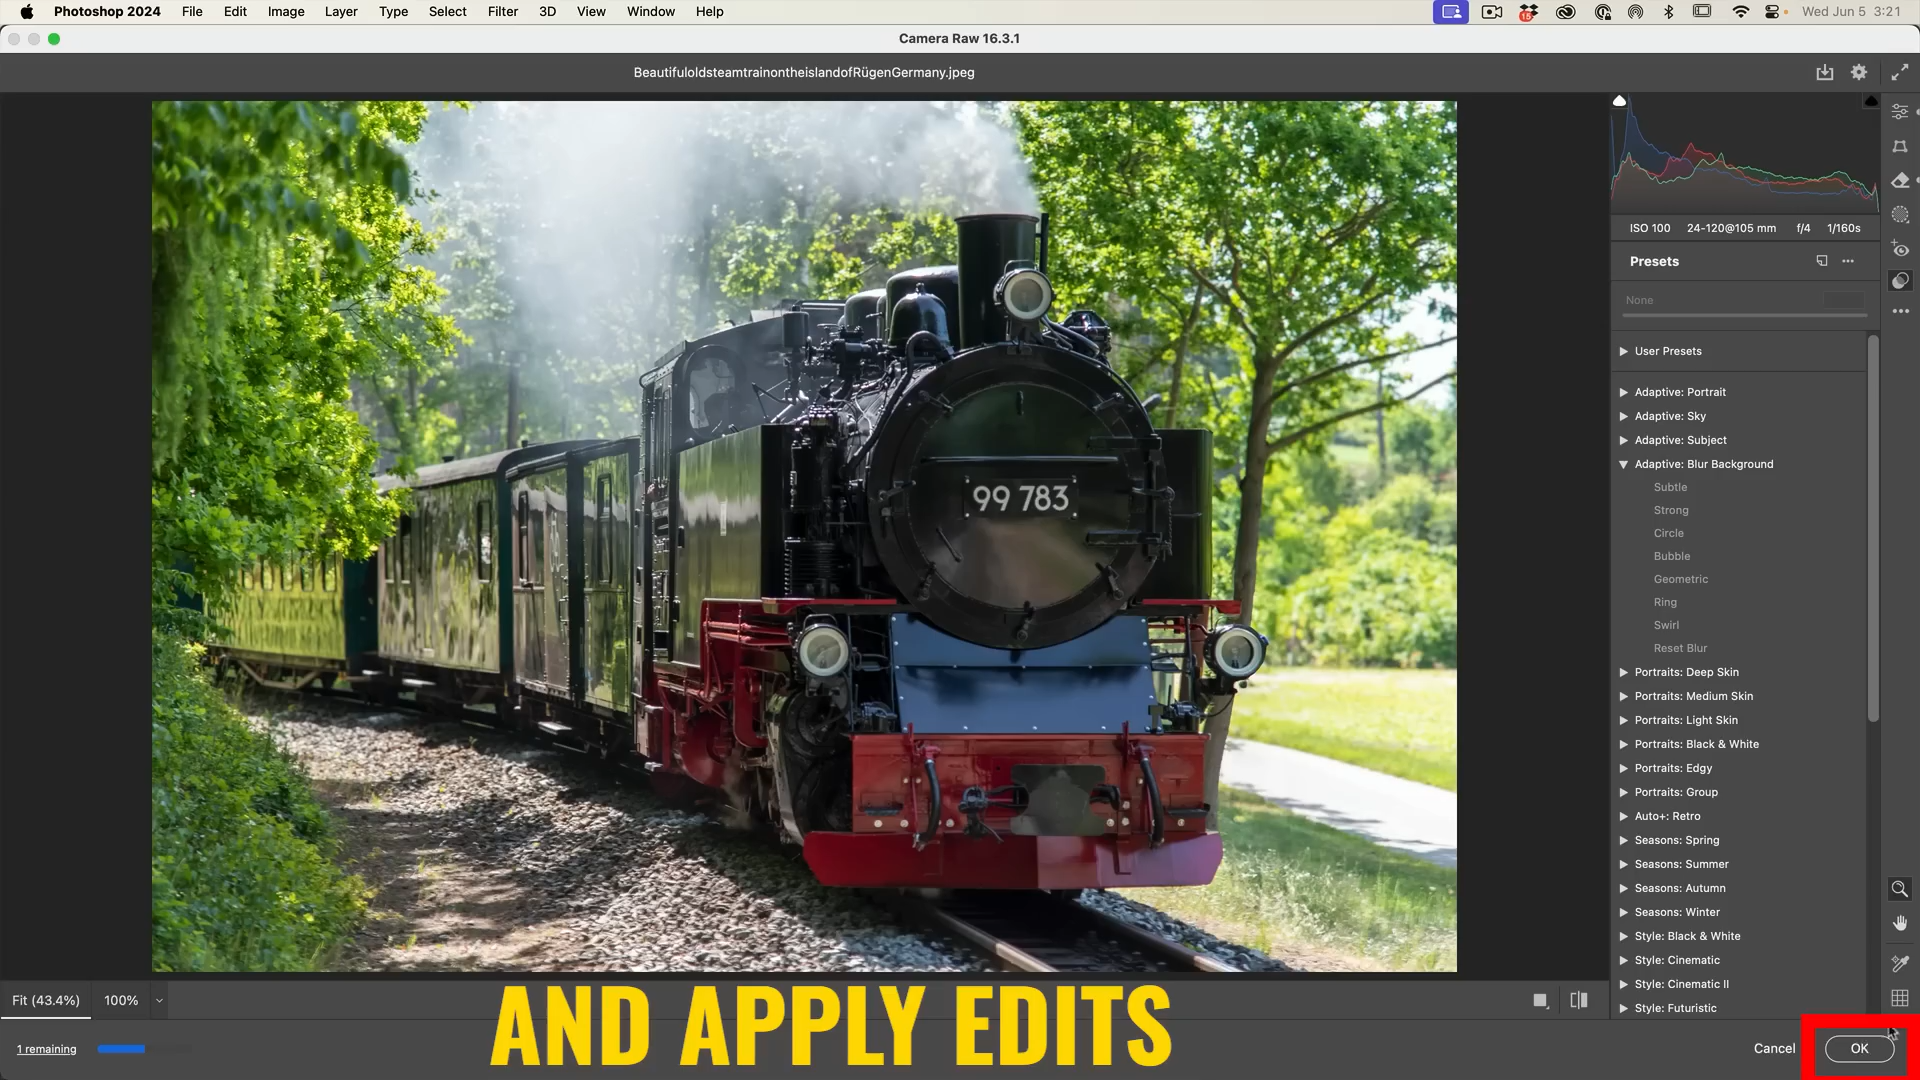 Photoshop 2024 File Edit Image Layer Type Select Filter 3D View Window Help Wed Jun 5 3:21
15
Camera Raw 16.3.1
BeautifuloldsteamtrainontheislandofRügenGermany.jpeg
ISO 100 24-120@105 mm f/4 1/160s
Presets
None
User Presets
Adaptive: Portrait
Adaptive: Sky
Adaptive: Subject
Adaptive: Blur Background
Subtle
Strong
Circle
Bubble
Geometric
Ring
Swirl
Reset Blur
Portraits: Deep Skin
Portraits: Medium Skin
Portraits: Light Skin
Portraits: Black & White
Portraits: Edgy
Portraits: Group
Auto+: Retro
Seasons: Spring
Seasons: Summer
Seasons: Autumn
Seasons: Winter
Style: Black & White
Style: Cinematic
Style: Cinematic II
Style: Futuristic
99 783
Fit (43.4%) 100%
AND APPLY EDITS
1 remaining
Cancel OK